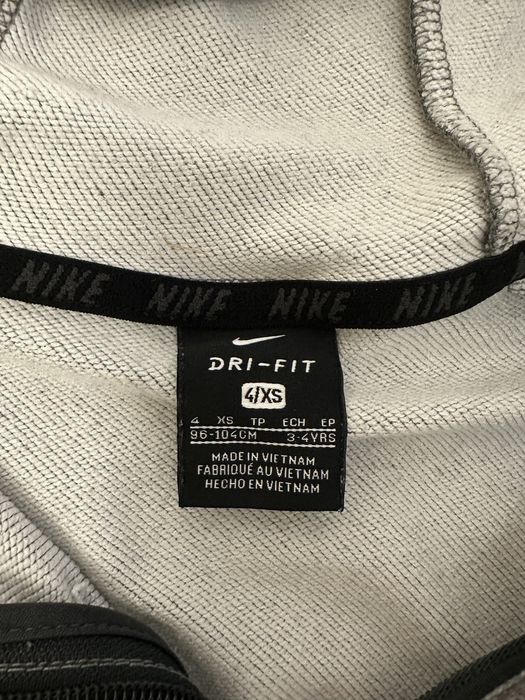 NIKE NIKE NIKE NIKE
DRI-FIT
4/XS
4 XS TP ECH EP
96-104CM 3-4YRS
MADE IN VIETNAM
FABRIQUÉ AU VIETNAM
HECHO EN VIETNAM